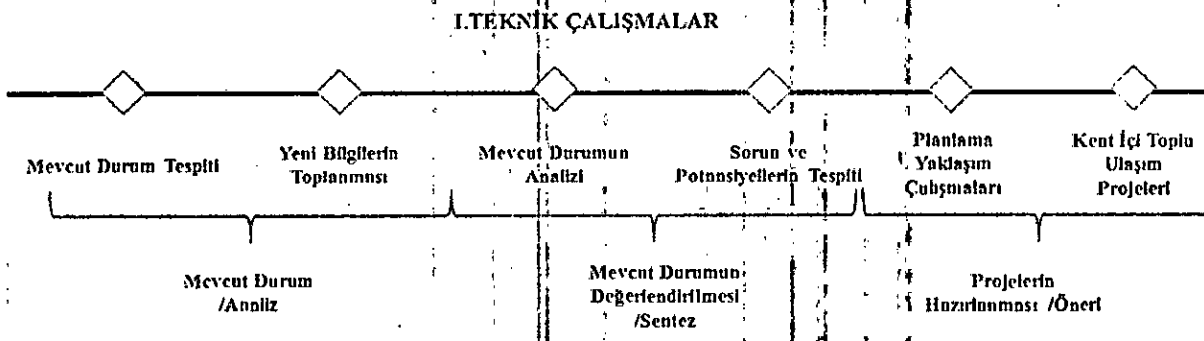 I.TEKNİK ÇALIŞMALAR
Mevcut Durum Tespiti
Yeni Bilgilerin
Toplanması
Mevcut Durumun
Analizi
Sorun ve
Potansiyellerin Tespiti
Planlama
Yaklaşım
Çalışmaları
Kent İçi Toplu
Ulaşım
Projeleri
Mevcut Durum
/Analiz
Mevcut Durumun
Değerlendirilmesi
/Sentez
Projelerin
Hazırlanması /Öneri